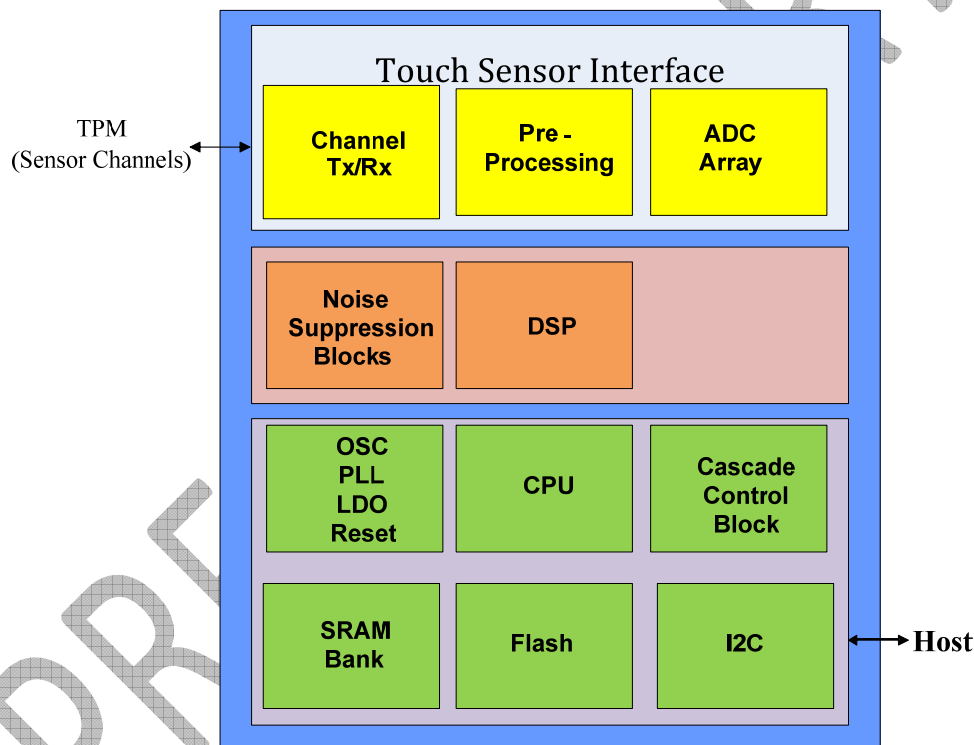 Touch Sensor Interface
TPM
(Sensor Channels)
Channel
Tx/Rx
Pre -
Processing
ADC
Array
Noise
Suppression
Blocks
DSP
OSC
PLL
LDO
Reset
CPU
Cascade
Control
Block
SRAM
Bank
Flash
I2C
Host